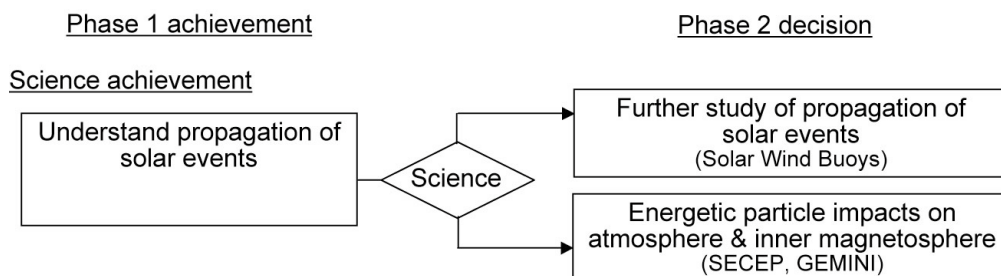 Phase 1 achievement
Phase 2 decision
Science achievement
Understand propagation of
solar events
Science
Further study of propagation of
solar events
(Solar Wind Buoys)
Energetic particle impacts on
atmosphere & inner magnetosphere
(SECEP, GEMINI)